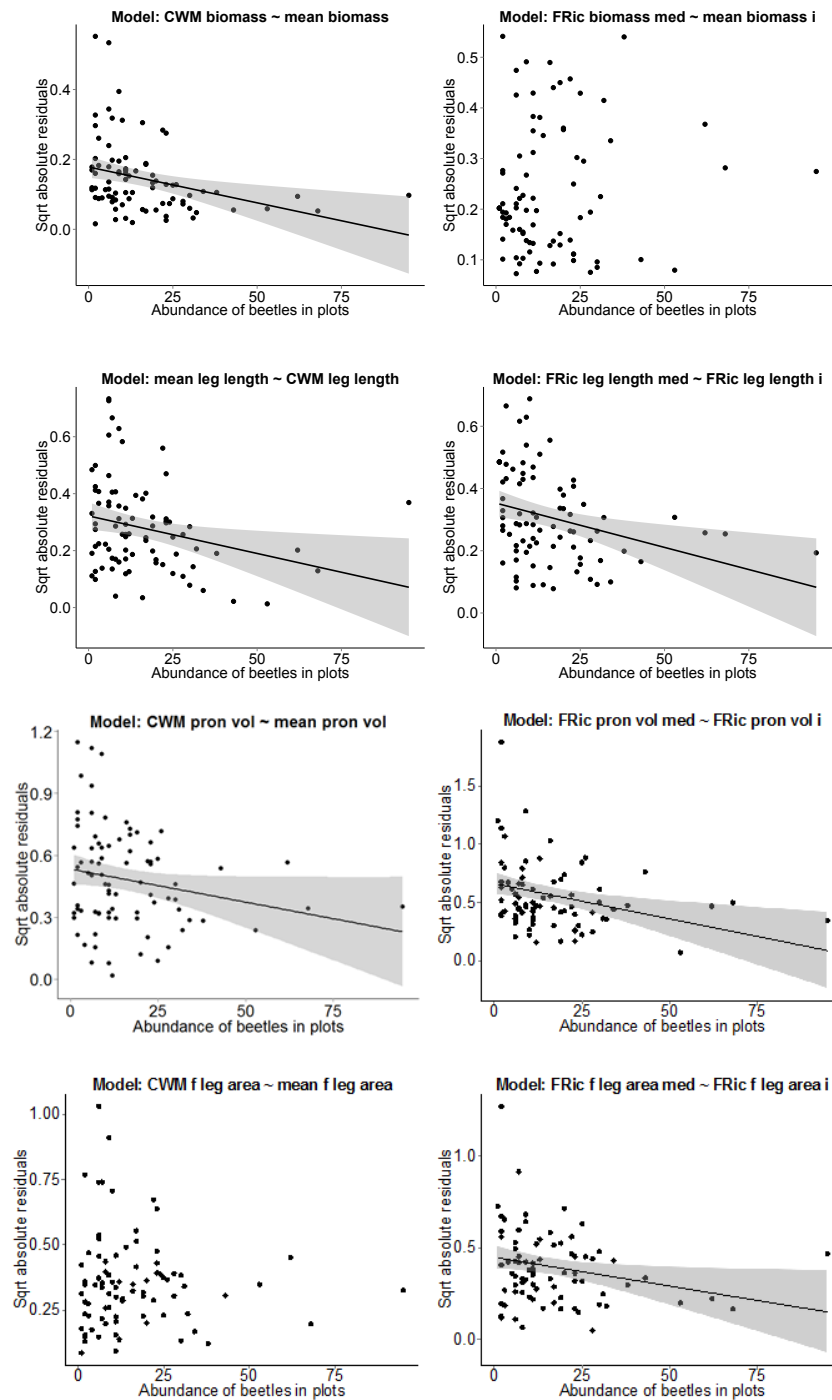 Model: CWM biomass ~ mean biomass
Sqrt absolute residuals
0.4
0.2
0.0
0
25
50
75
Abundance of beetles in plots
Model: FRic biomass med ~ mean biomass i
Sqrt absolute residuals
0.5
0.4
0.3
0.2
0.1
0
25
50
75
Abundance of beetles in plots
Model: mean leg length ~ CWM leg length
Sqrt absolute residuals
0.6
0.4
0.2
0.0
0
25
50
75
Abundance of beetles in plots
Model: FRic leg length med ~ FRic leg length i
Sqrt absolute residuals
0.6
0.4
0.2
0.0
0
25
50
75
Abundance of beetles in plots
Model: CWM pron vol ~ mean pron vol
Sqrt absolute residuals
1.2
0.9
0.6
0.3
0.0
0
25
50
75
Abundance of beetles in plots
Model: FRic pron vol med ~ FRic pron vol i
Sqrt absolute residuals
1.5
1.0
0.5
0.0
0
25
50
75
Abundance of beetles in plots
Model: CWM f leg area ~ mean f leg area
Sqrt absolute residuals
1.00
0.75
0.50
0.25
0
25
50
75
Abundance of beetles in plots
Model: FRic f leg area med ~ FRic f leg area i
Sqrt absolute residuals
1.0
0.5
0.0
0
25
50
75
Abundance of beetles in plots